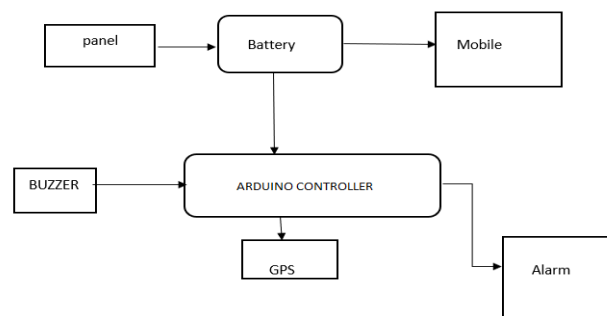 panel
Battery
Mobile
BUZZER
ARDUINO CONTROLLER
GPS
Alarm